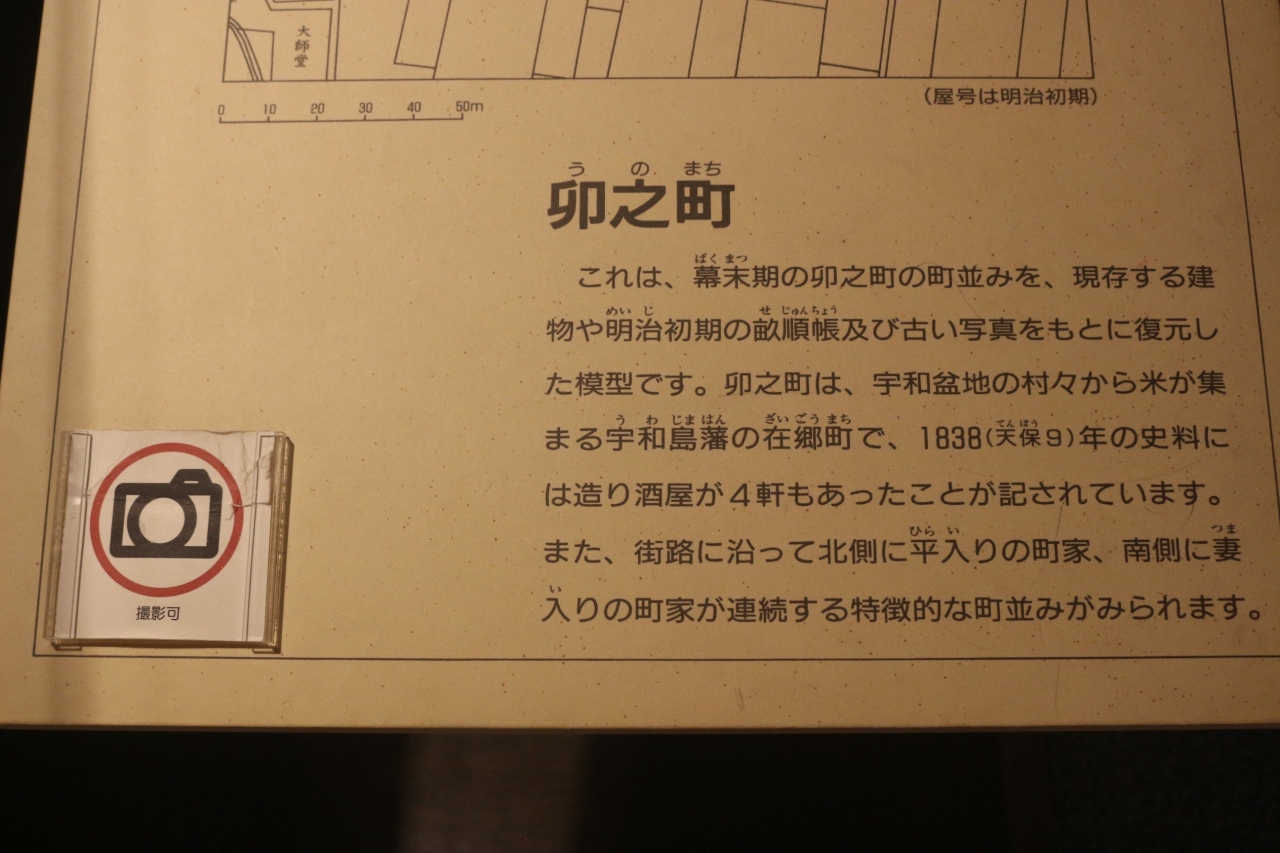 大師堂
0 10 20 30 40 50m
（屋号は明治初期）
う の まち
卯之町
ばく まつ
これは、幕末期の卯之町の町並みを、現存する建
めい じ せ じゅんちょう
物や明治初期の畝順帳及び古い写真をもとに復元し
た模型です。卯之町は、宇和盆地の村々から米が集
う わ じま はん ざい ごう まち てん ぽう
まる宇和島藩の在郷町で、1838（天保9）年の史料に
は造り酒屋が4軒もあったことが記されています。
ひら い つま
また、街路に沿って北側に平入りの町家、南側に妻
い
入りの町家が連続する特徴的な町並みがみられます。
撮影可